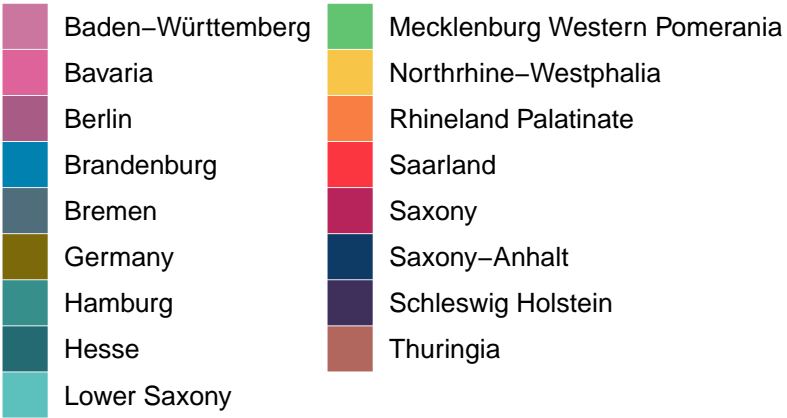 Baden−Württemberg
Bavaria
Berlin
Brandenburg
Bremen
Germany
Hamburg
Hesse
Lower Saxony
Mecklenburg Western Pomerania
Northrhine−Westphalia
Rhineland Palatinate
Saarland
Saxony
Saxony−Anhalt
Schleswig Holstein
Thuringia